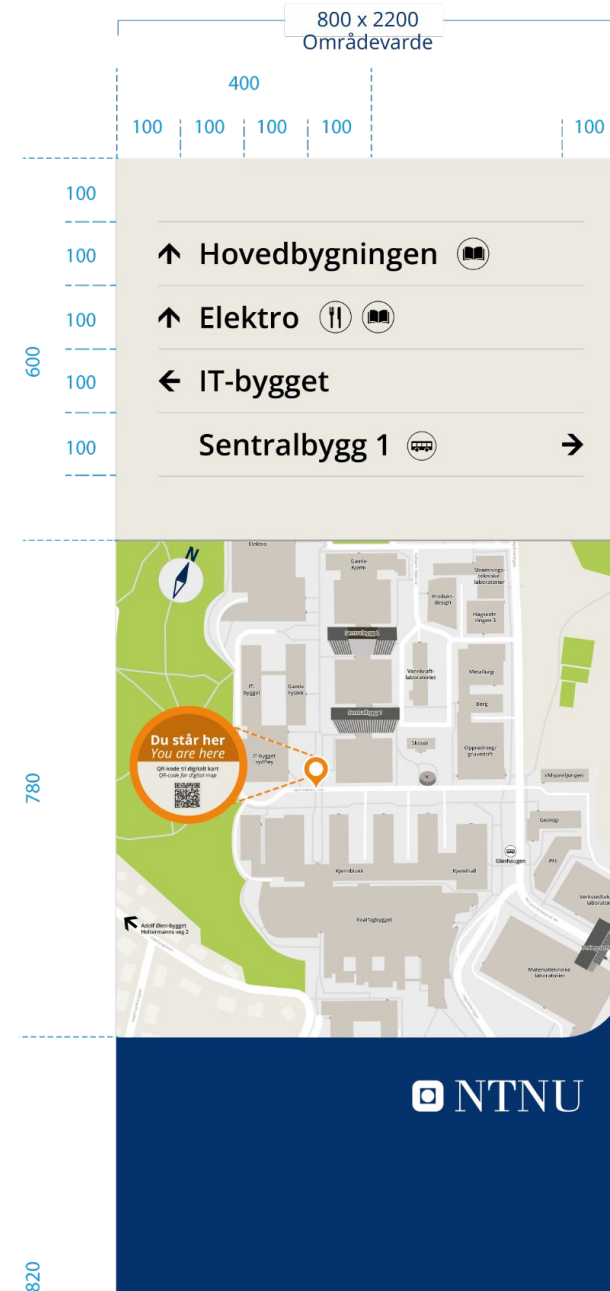 800 x 2200
Områdevarde
400
100
100
100
100
100
100
100
Hovedbygningen
100
Elektro
600
100
IT-bygget
100
Sentralbygg 1
N
Elektro
Gamle
Kjemi
Strømnings-
tekniske
laboratorier
Produkt-
design
Høgskole-
ringen 3
Sentralbygg 2
IT-
bygget
Gamle
fysikk
Vannkraft-
laboratoriet
Metallurgi
Berg
Sentralbygg 1
Du står her
You are here
QR-kode til digitalt kart
QR-code for digital map
IT-bygget
sydfløy
Oppredning/
gruvedrift
780
VM-paviljongen
Geologi
Gløshaugen
PFI
Kjemiblokk
Kjemihall
Adolf Øien-bygget
Holtermanns veg 2
Realfagbygget
Materialtekniske
laboratorier
NTNU
820